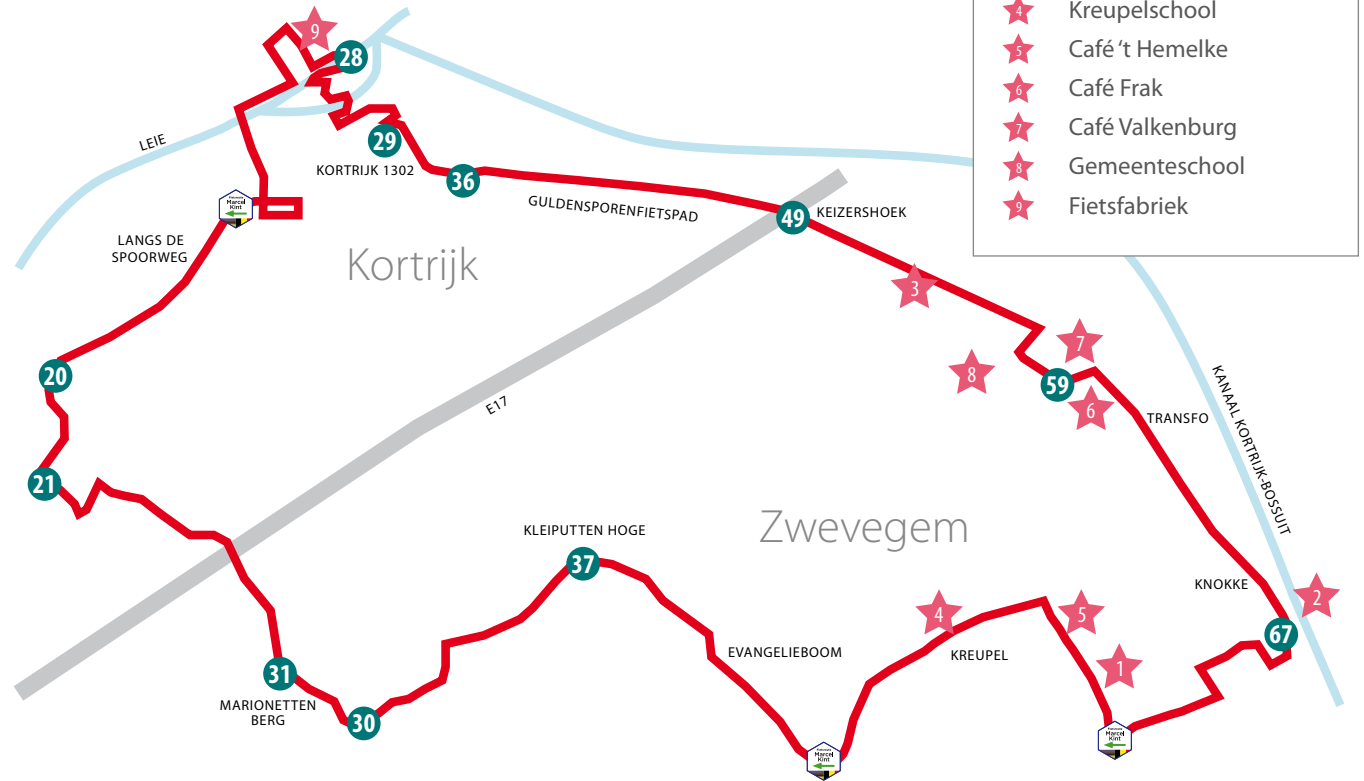 4 Kreupelschool
5 Café 't Hemelke
6 Café Frak
7 Café Valkenburg
8 Gemeenteschool
9 Fietsfabriek
9
28
LEIE
29
KORTRIJK 1302
36
GULDENSPORENFIETSPAD
49
KEIZERSHOEK
Marcel
Kint
LANGS DE
SPOORWEG
Kortrijk
3
7
8
59
6
TRANSFO
KANAAL KORTRIJK-BOSSUIT
20
E17
21
Zwevegem
KLEIPUTTEN HOGE
37
KNOKKE
2
67
4
5
EVANGELIEBOOM
KREUPEL
1
31
MARIONETTEN
BERG
30
Marcel
Kint
Marcel
Kint